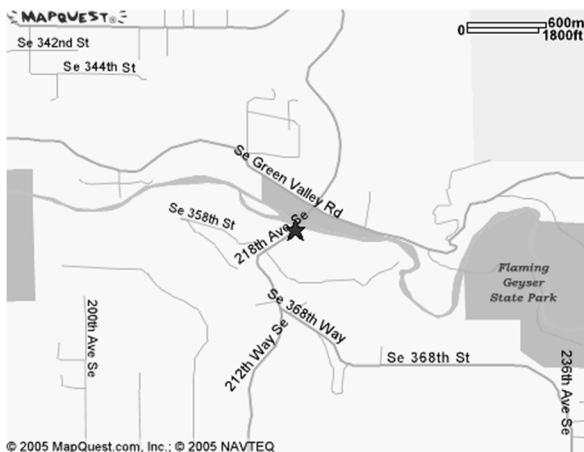 MAPQUEST®
0 600m
1800ft
Se 342nd St
Se 344th St
Se Green Valley Rd
Se 358th St
218th Ave Se
Flaming
Geyser
State Park
Se 368th Way
200th Ave Se
212th Way Se
Se 368th St
236th Ave Se
© 2005 MapQuest.com, Inc.; © 2005 NAVTEQ